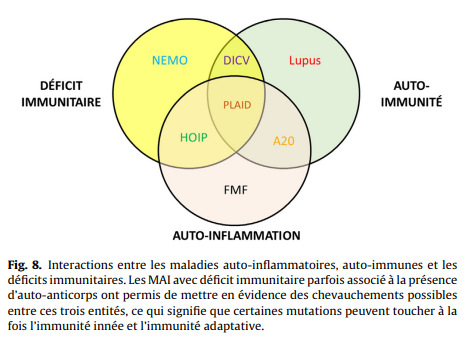 NEMO
DICV
Lupus
DÉFICIT
IMMUNITAIRE
AUTO-
IMMUNITÉ
PLAID
HOIP
A20
FMF
AUTO-INFLAMMATION
Fig. 8. Interactions entre les maladies auto-inflammatoires, auto-immunes et les
déficits immunitaires. Les MAI avec déficit immunitaire parfois associé à la présence
d'auto-anticorps ont permis de mettre en évidence des chevauchements possibles
entre ces trois entités, ce qui signifie que certaines mutations peuvent toucher à la
fois l'immunité innée et l'immunité adaptative.